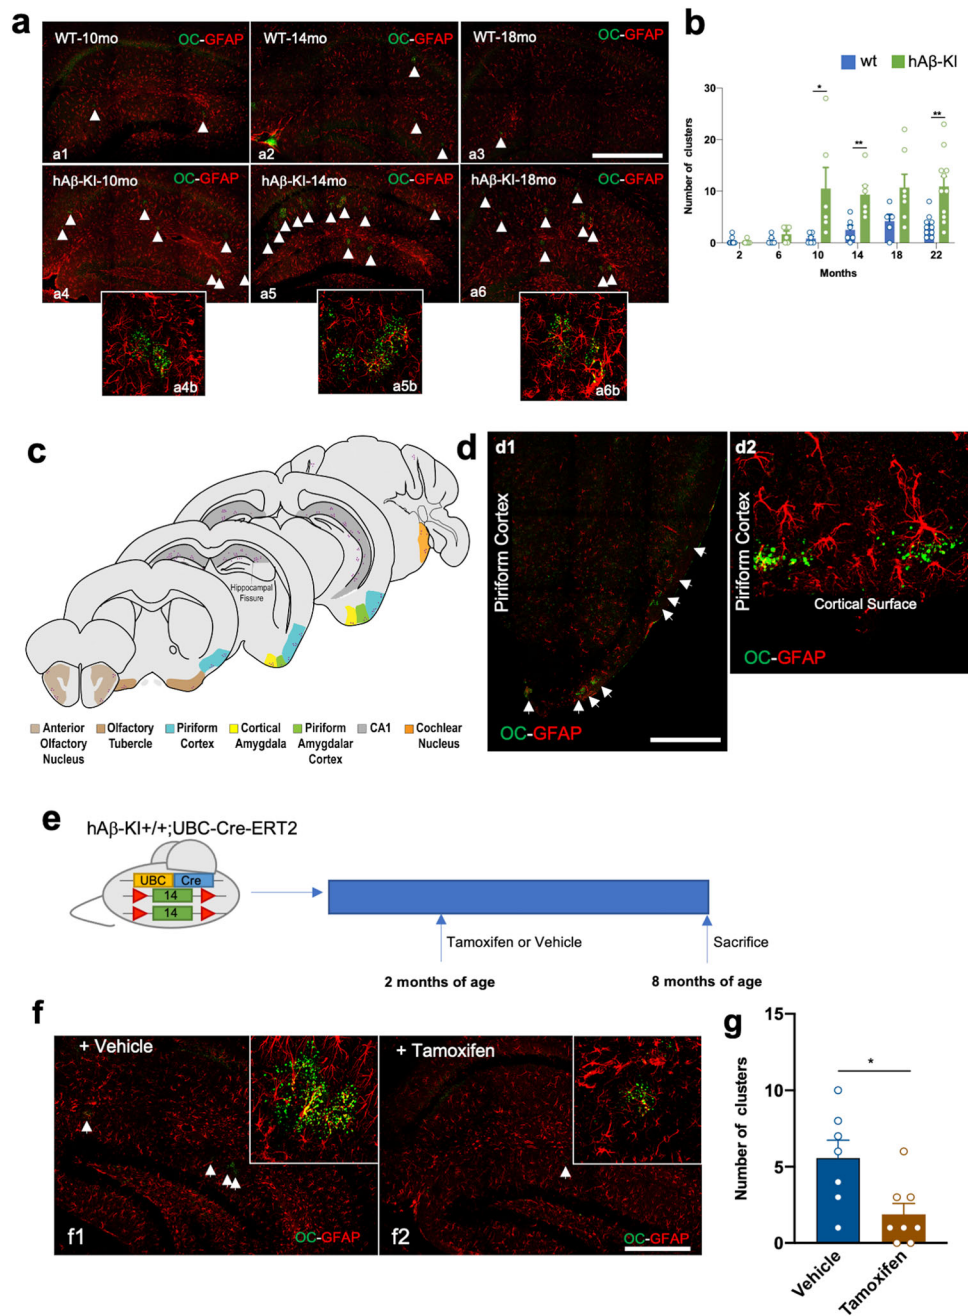 a
WT-10mo OC-GFAP
a1
WT-14mo OC-GFAP
a2
WT-18mo OC-GFAP
a3
hAβ-KI-10mo OC-GFAP
a4
hAβ-KI-14mo OC-GFAP
a5
hAβ-KI-18mo OC-GFAP
a6
a4b
a5b
a6b
b
wt hAβ-KI
Number of clusters
30
20
10
0
* ** **
2 6 10 14 18 22
Months
c
Hippocampal
Fissure
Anterior
Olfactory
Nucleus
Olfactory
Tubercle
Piriform
Cortex
Cortical
Amygdala
Piriform
Amygdalar
Cortex
CA1
Cochlear
Nucleus
d
d1
Piriform Cortex
OC-GFAP
d2
Piriform Cortex
Cortical Surface
OC-GFAP
e
hAβ-KI+/+;UBC-Cre-ERT2
UBC Cre
14
14
Tamoxifen or Vehicle
2 months of age
Sacrifice
8 months of age
f
+ Vehicle
f1
OC-GFAP
+ Tamoxifen
f2
OC-GFAP
g
Number of clusters
15
10
5
0
*
Vehicle
Tamoxifen